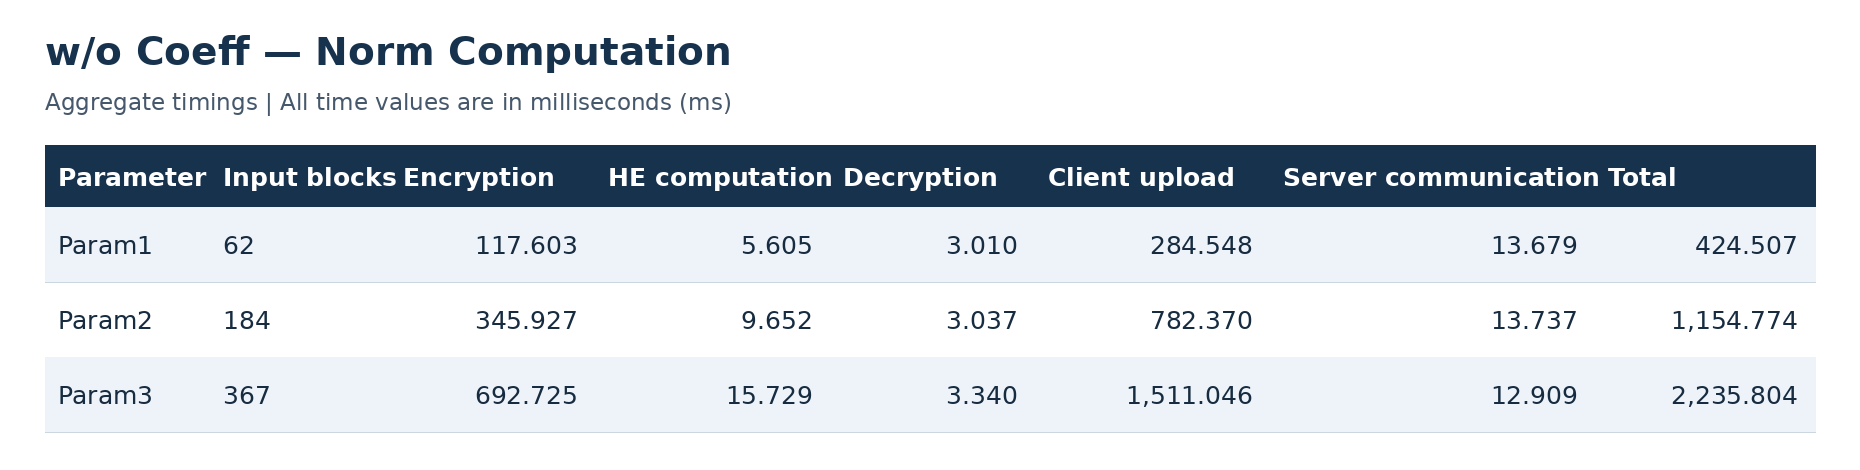 w/o Coeff — Norm Computation
Aggregate timings | All time values are in milliseconds (ms)
Parameter Input blocks Encryption HE computation Decryption Client upload Server communication Total
Param1 62 117.603 5.605 3.010 284.548 13.679 424.507
Param2 184 345.927 9.652 3.037 782.370 13.737 1,154.774
Param3 367 692.725 15.729 3.340 1,511.046 12.909 2,235.804